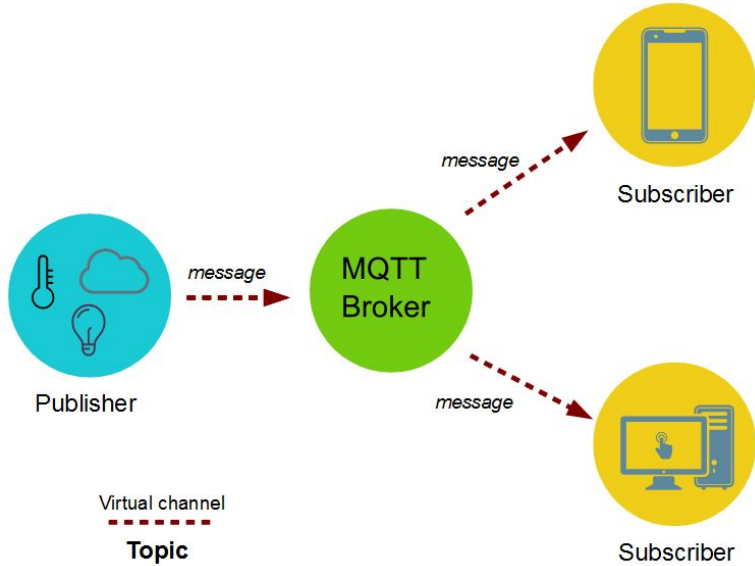 message
Subscriber
message
MQTT
Broker
Publisher
message
Subscriber
Virtual channel
Topic